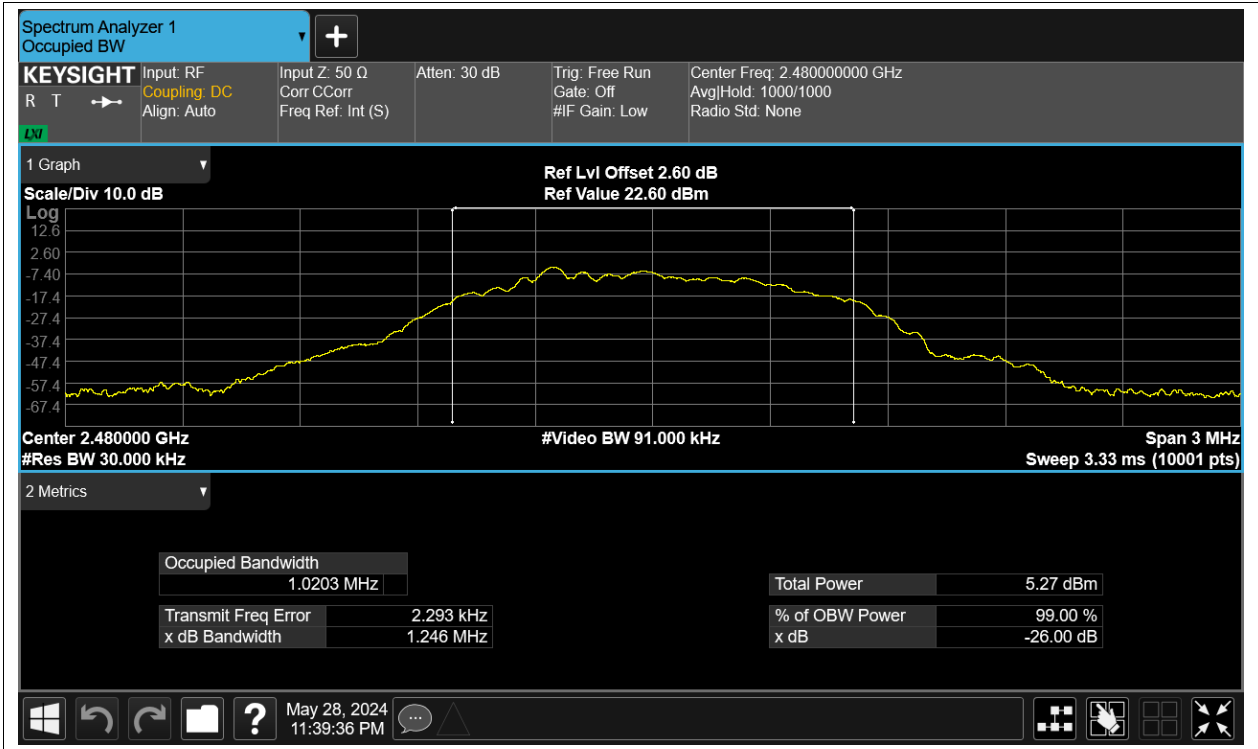 Spectrum Analyzer 1
Occupied BW
KEYSIGHT
R T
LXI
Input: RF
Coupling: DC
Align: Auto
Input Z: 50 Ω
Corr CCorr
Freq Ref: Int (S)
Atten: 30 dB
Trig: Free Run
Gate: Off
#IF Gain: Low
Center Freq: 2.480000000 GHz
Avg|Hold: 1000/1000
Radio Std: None
1 Graph
Scale/Div 10.0 dB
Ref Lvl Offset 2.60 dB
Ref Value 22.60 dBm
Log
12.6
2.60
-7.40
-17.4
-27.4
-37.4
-47.4
-57.4
-67.4
Center 2.480000 GHz
#Video BW 91.000 kHz
Span 3 MHz
#Res BW 30.000 kHz
Sweep 3.33 ms (10001 pts)
2 Metrics
Occupied Bandwidth
1.0203 MHz
Total Power 5.27 dBm
Transmit Freq Error 2.293 kHz
% of OBW Power 99.00 %
x dB Bandwidth 1.246 MHz
x dB -26.00 dB
?
May 28, 2024
11:39:36 PM